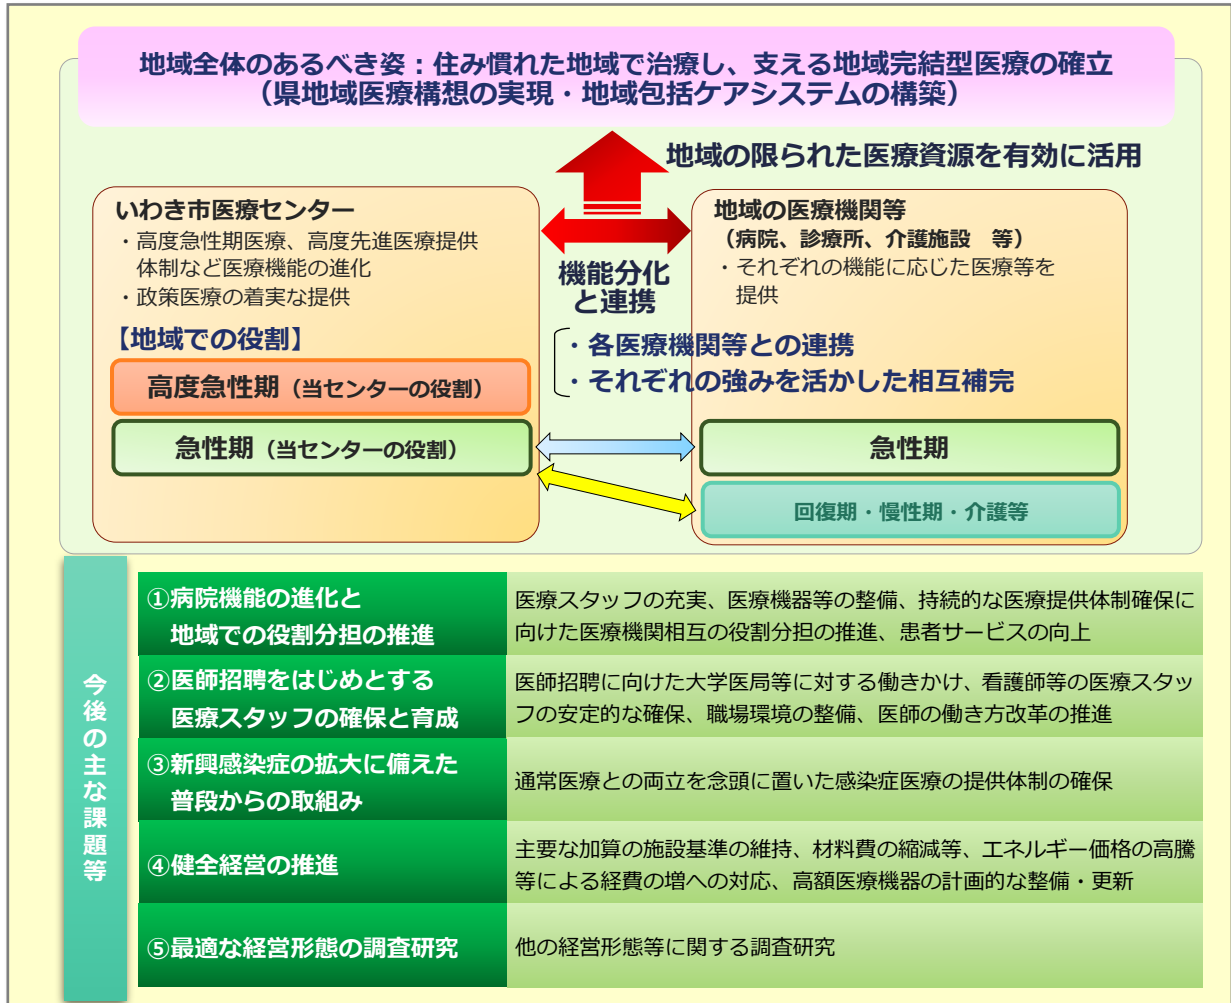 地域全体のあるべき姿：住み慣れた地域で治療し、支える地域完結型医療の確立
（県地域医療構想の実現・地域包括ケアシステムの構築）
地域の限られた医療資源を有効に活用
いわき市医療センター
・高度急性期医療、高度先進医療提供
体制など医療機能の進化
・政策医療の着実な提供
【地域での役割】
高度急性期（当センターの役割）
急性期（当センターの役割）
機能分化
と連携
・各医療機関等との連携
・それぞれの強みを活かした相互補完
地域の医療機関等
（病院、診療所、介護施設　等）
・それぞれの機能に応じた医療等を
提供
急性期
回復期・慢性期・介護等
今後の主な課題等
①病院機能の進化と
地域での役割分担の推進
医療スタッフの充実、医療機器等の整備、持続的な医療提供体制確保に
向けた医療機関相互の役割分担の推進、患者サービスの向上
②医師招聘をはじめとする
医療スタッフの確保と育成
医師招聘に向けた大学医局等に対する働きかけ、看護師等の医療スタッ
フの安定的な確保、職場環境の整備、医師の働き方改革の推進
③新興感染症の拡大に備えた
普段からの取組み
通常医療との両立を念頭に置いた感染症医療の提供体制の確保
④健全経営の推進
主要な加算の施設基準の維持、材料費の縮減等、エネルギー価格の高騰
等による経費の増への対応、高額医療機器の計画的な整備・更新
⑤最適な経営形態の調査研究
他の経営形態等に関する調査研究